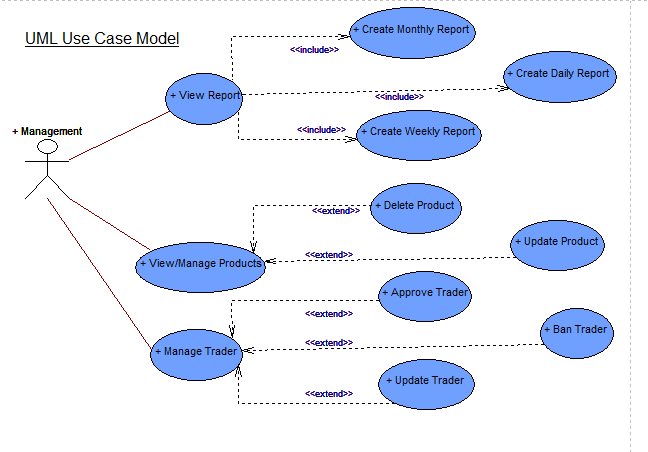 UML Use Case Model
+ Create Monthly Report
<<include>>
+ Create Daily Report
+ View Report
<<include>>
+ Management
<<include>>
+ Create Weekly Report
+ Delete Product
<<extend>>
+ Update Product
<<extend>>
+ View/Manage Products
+ Approve Trader
<<extend>>
+ Ban Trader
<<extend>>
+ Manage Trader
+ Update Trader
<<extend>>